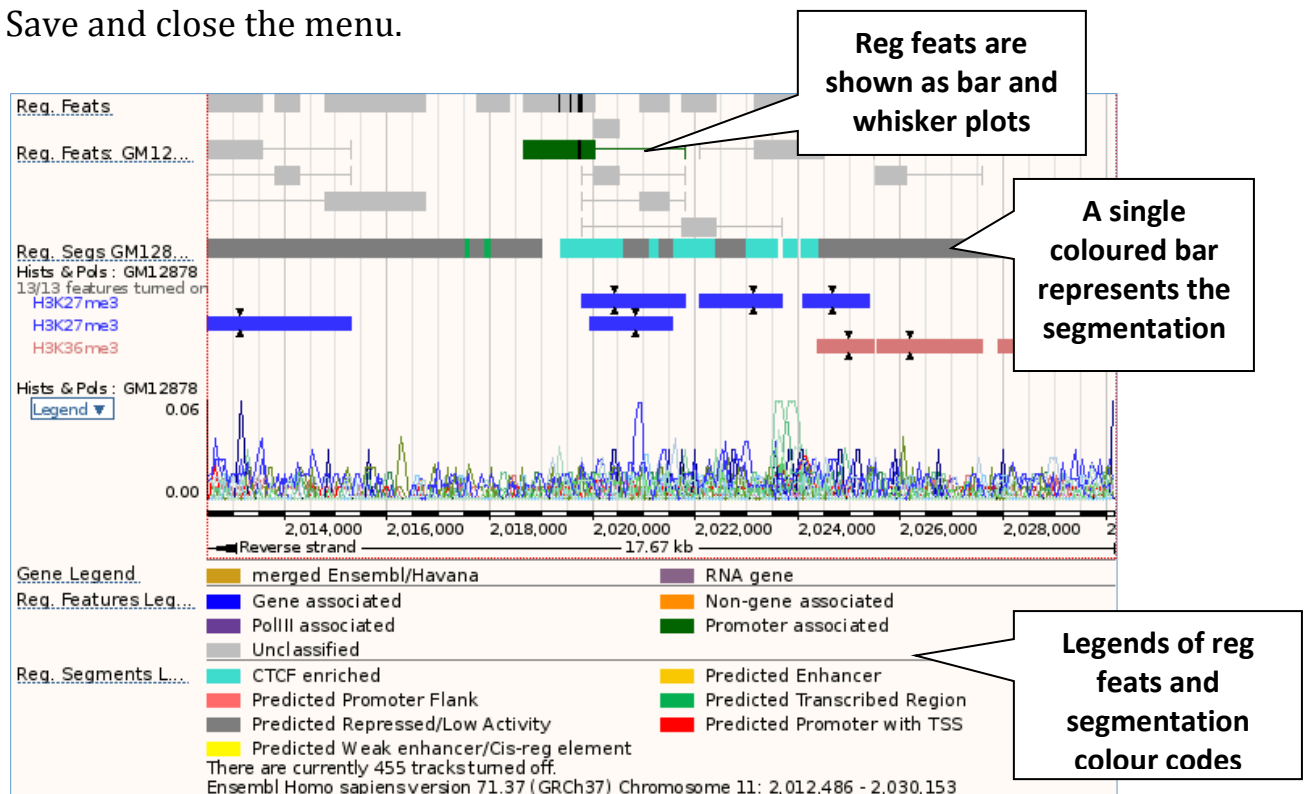 Save and close the menu.
Reg feats are
shown as bar and
whisker plots
Reg. Feats
Reg. Feats: GM12...
A single
coloured bar
represents the
segmentation
Reg. Segs GM128...
Hists & Pols : GM12878
13/13 features turned on
H3K27me3
H3K27me3
H3K36me3
Hists & Pols : GM12878
Legend ▼
0.06
0.00
2,014,000 2,016,000 2,018,000 2,020,000 2,022,000 2,024,000 2,026,000 2,028,000 2
Reverse strand 17.67 kb
Gene Legend merged Ensembl/Havana RNA gene
Reg. Features Leg... Gene associated Non-gene associated
PolIII associated Promoter associated
Unclassified
Reg. Segments L... CTCF enriched Predicted Enhancer
Predicted Promoter Flank Predicted Transcribed Region
Predicted Repressed/Low Activity Predicted Promoter with TSS
Predicted Weak enhancer/Cis-reg element
There are currently 455 tracks turned off.
Ensembl Homo sapiens version 71.37 (GRCh37) Chromosome 11: 2,012,486 - 2,030,153
Legends of reg
feats and
segmentation
colour codes